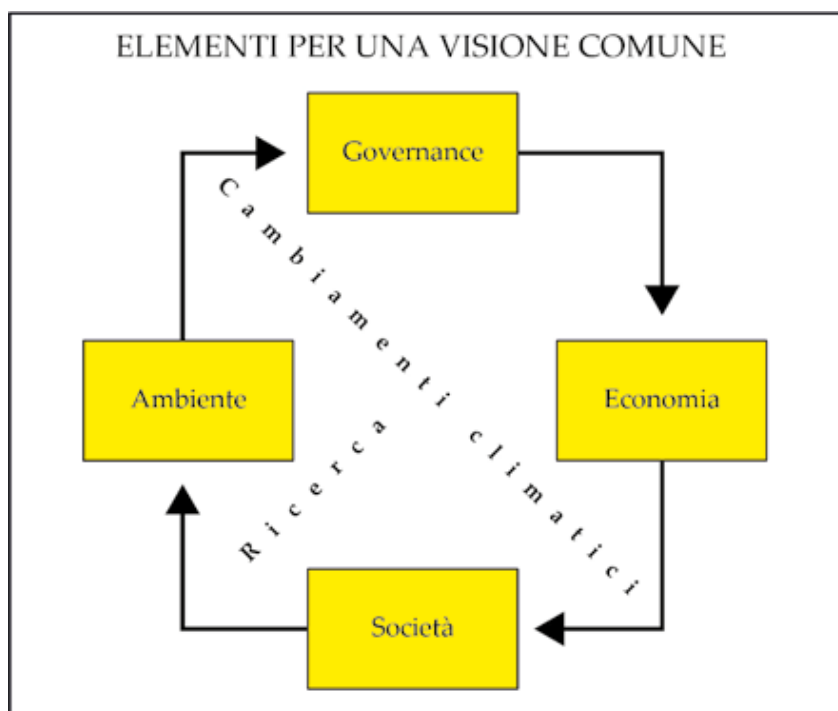 ELEMENTI PER UNA VISIONE COMUNE
Governance
Cambiamenti climatici
Ambiente
Economia
Ricerca
Società